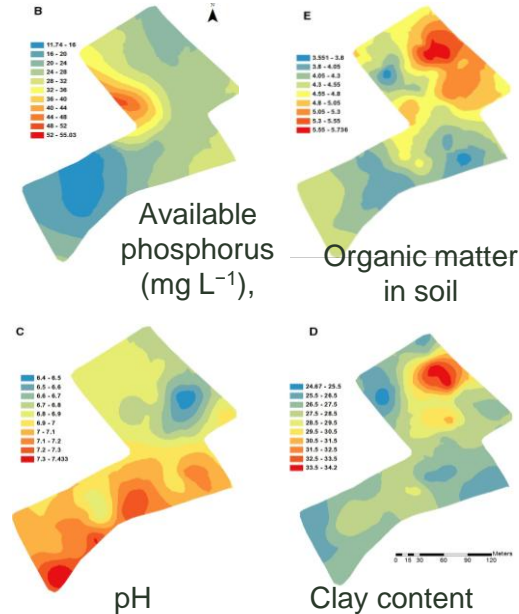 B
N
11.74 - 16
16 - 20
20 - 24
24 - 28
28 - 32
32 - 36
36 - 40
40 - 44
44 - 48
48 - 52
52 - 55.03
Available
phosphorus
(mg L⁻¹),
E
3.551 - 3.8
3.8 - 4.05
4.05 - 4.3
4.3 - 4.55
4.55 - 4.8
4.8 - 5.05
5.05 - 5.3
5.3 - 5.55
5.55 - 5.736
Organic matter
in soil
C
6.4 - 6.5
6.5 - 6.6
6.6 - 6.7
6.7 - 6.8
6.8 - 6.9
6.9 - 7
7 - 7.1
7.1 - 7.2
7.2 - 7.3
7.3 - 7.433
pH
D
24.67 - 25.5
25.5 - 26.5
26.5 - 27.5
27.5 - 28.5
28.5 - 29.5
29.5 - 30.5
30.5 - 31.5
31.5 - 32.5
32.5 - 33.5
33.5 - 34.2
Meters
0 15 30 60 90 120
Clay content